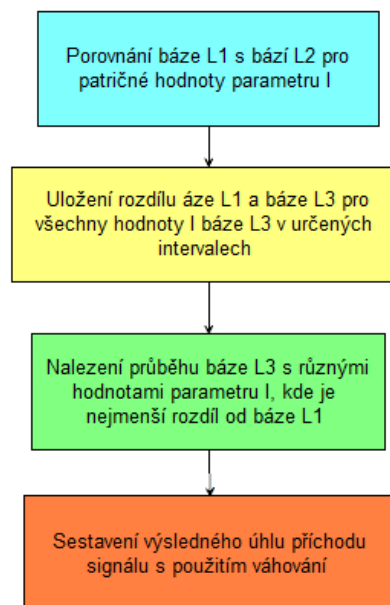 Porovnání báze L1 s bází L2 pro
patričné hodnoty parametru I
Uložení rozdílu áze L1 a báze L3 pro
všechny hodnoty I báze L3 v určených
intervalech
Nalezení průběhu báze L3 s různými
hodnotami parametru I, kde je
nejmenší rozdíl od báze L1
Sestavení výsledného úhlu příchodu
signálu s použitím váhování